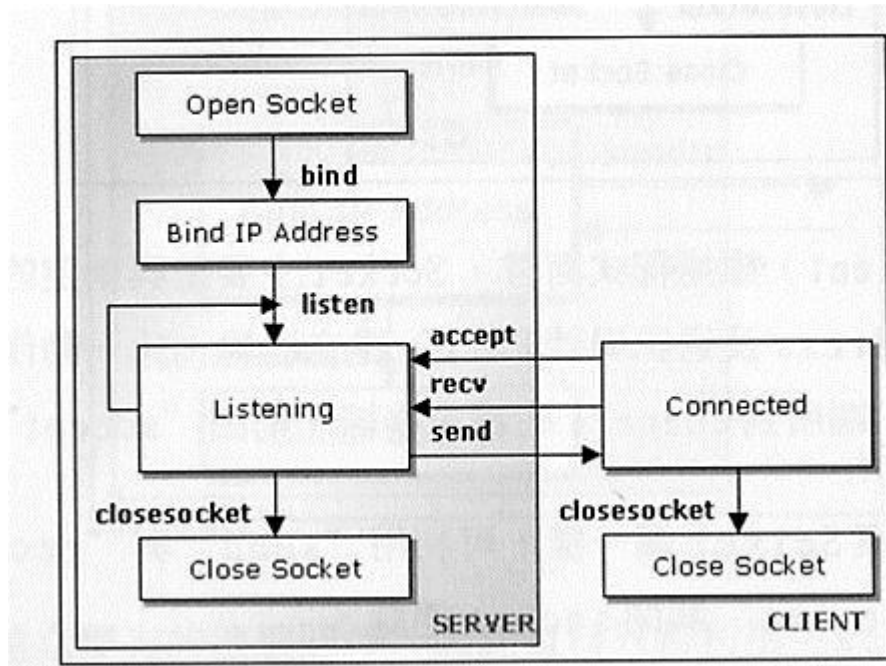 Open Socket
bind
Bind IP Address
listen
accept
recv
send
Listening
Connected
closesocket
closesocket
Close Socket
Close Socket
SERVER
CLIENT